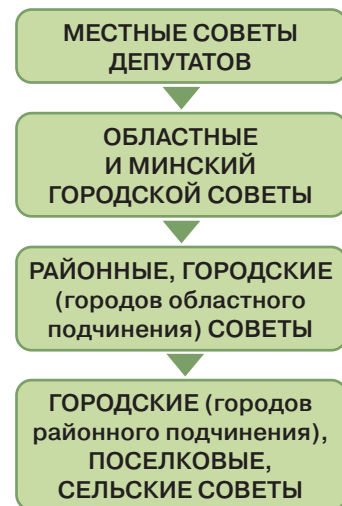 МЕСТНЫЕ СОВЕТЫ
ДЕПУТАТОВ
ОБЛАСТНЫЕ
И МИНСКИЙ
ГОРОДСКОЙ СОВЕТЫ
РАЙОННЫЕ, ГОРОДСКИЕ
(городов областного
подчинения) СОВЕТЫ
ГОРОДСКИЕ (городов
районного подчинения),
ПОСЕЛКОВЫЕ,
СЕЛЬСКИЕ СОВЕТЫ